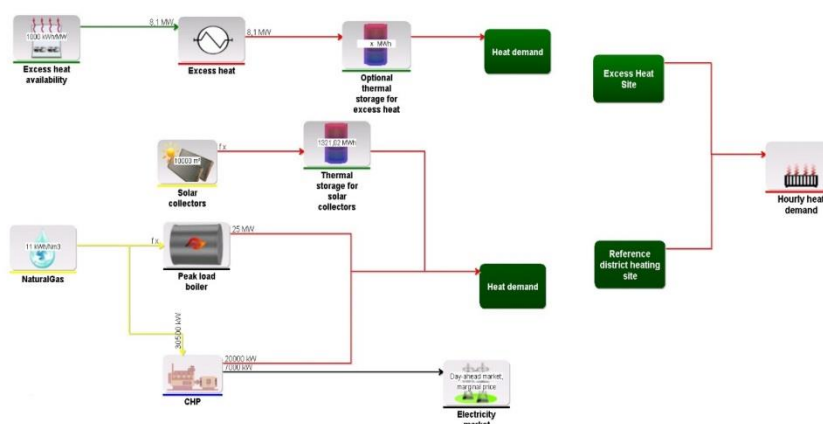 1000 kWh/MW
8,1 MW
8,1 MW
x MWh
Heat demand
Excess heat
availability
Excess heat
Optional
thermal
storage for
excess heat
Excess Heat
Site
10000 m²
f x
1021,02 MWh
Solar
collectors
Thermal
storage for
solar
collectors
Hourly heat
demand
11 kWh/Nm3
f x
25 MW
NaturalGas
Peak load
boiler
Heat demand
Reference
district heating
site
30500 kW
20000 kW
7000 kW
CHP
Day-ahead market,
marginal price
Electricity
market